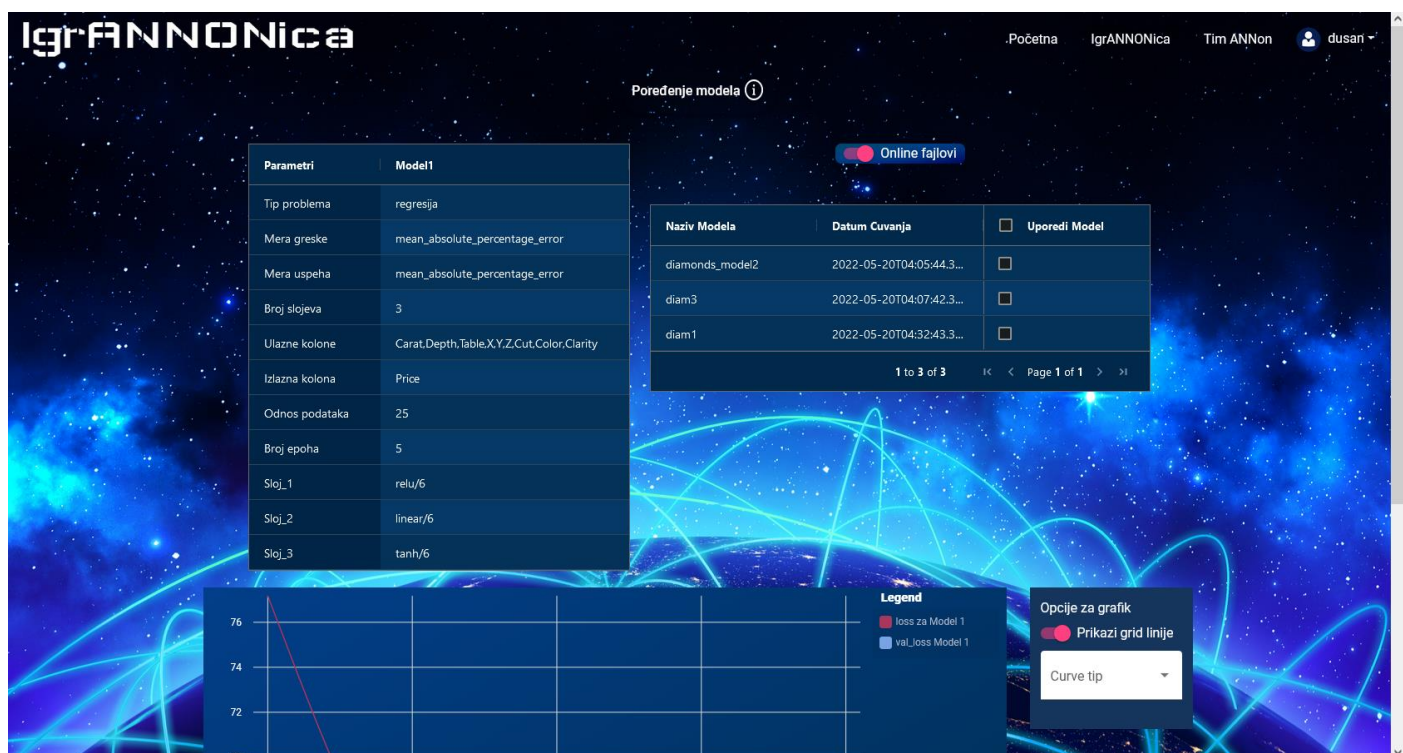 IgrANNONica
Početna IgrANNONica Tim ANNon dusan
Poređenje modela
Parametri Model1
Tip problema regresija
Mera greske mean_absolute_percentage_error
Mera uspeha mean_absolute_percentage_error
Broj slojeva 3
Ulazne kolone Carat,Depth,Table,X,Y,Z,Cut,Color,Clarity
Izlazna kolona Price
Odnos podataka 25
Broj epoha 5
Sloj_1 relu/6
Sloj_2 linear/6
Sloj_3 tanh/6
Online fajlovi
Naziv Modela Datum Cuvanja Uporedi Model
diamonds_model2 2022-05-20T04:05:44.3...
diam3 2022-05-20T04:07:42.3...
diam1 2022-05-20T04:32:43.3...
1 to 3 of 3 Page 1 of 1
76
74
72
Legend
loss za Model 1
val_loss Model 1
Opcije za grafik
Prikazi grid linije
Curve tip